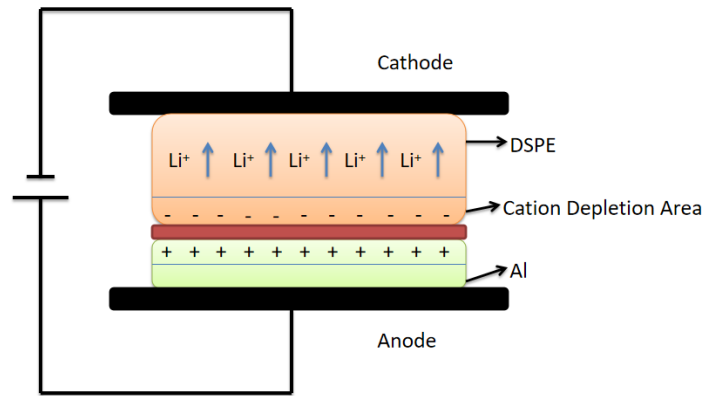 Cathode
DSPE
Li⁺ Li⁺ Li⁺ Li⁺ Li⁺
Cation Depletion Area
- - - - - - - - - - -
+ + + + + + + + + + +
Al
Anode